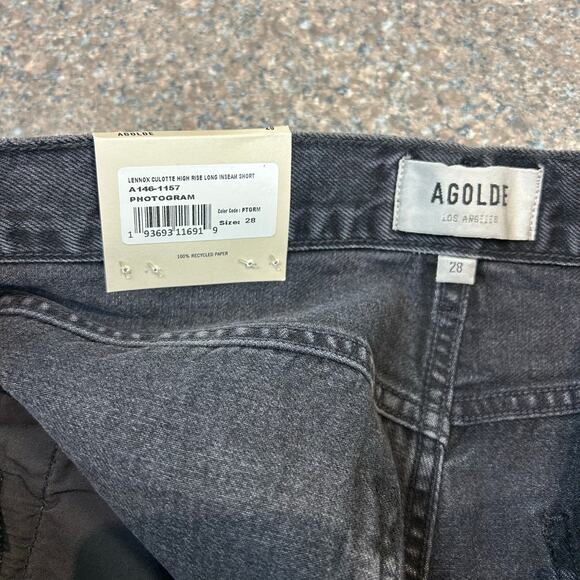 AGOLDE 28
LENNOX CULOTTE HIGH RISE LONG INSEAM SHORT
A146-1157
PHOTOGRAM
Color Code: PTGRM
Size: 28
1 93693 11691 9
100% RECYCLED PAPER
AGOLDE
LOS ANGELES
28